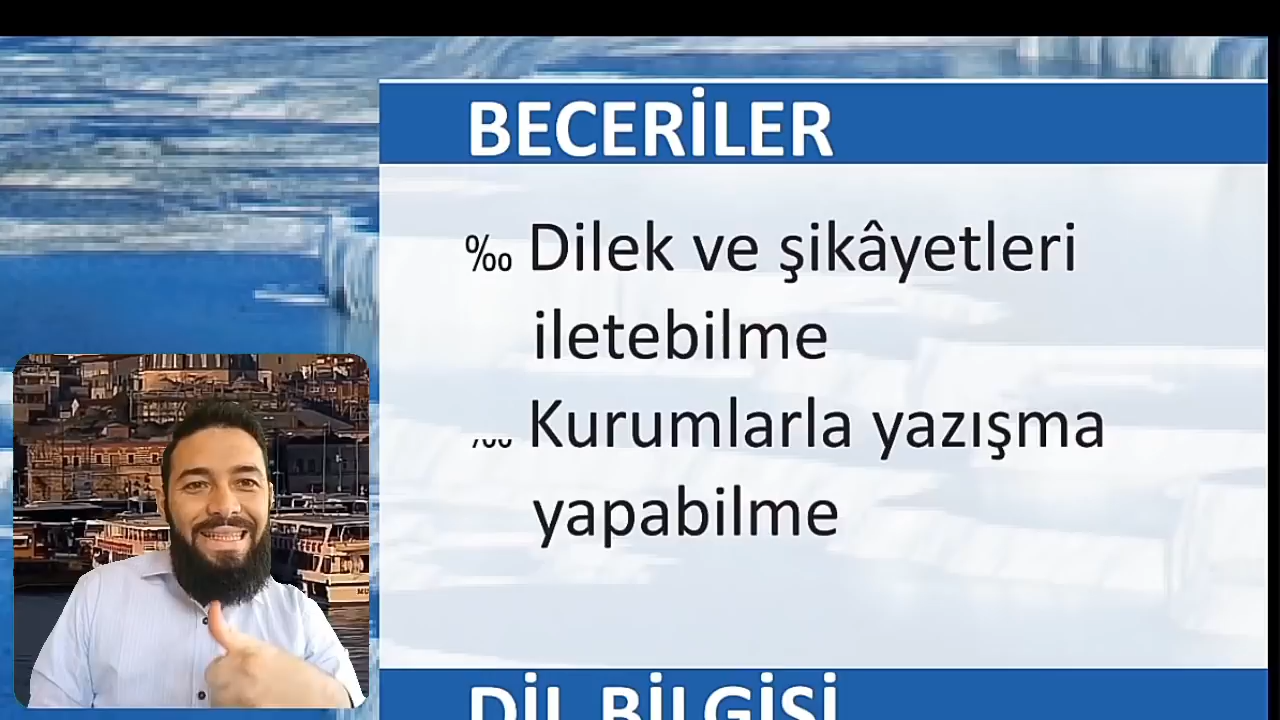 BECERİLER
‰ Dilek ve şikâyetleri
iletebilme
‰ Kurumlarla yazışma
yapabilme
DİL BİLGİSİ